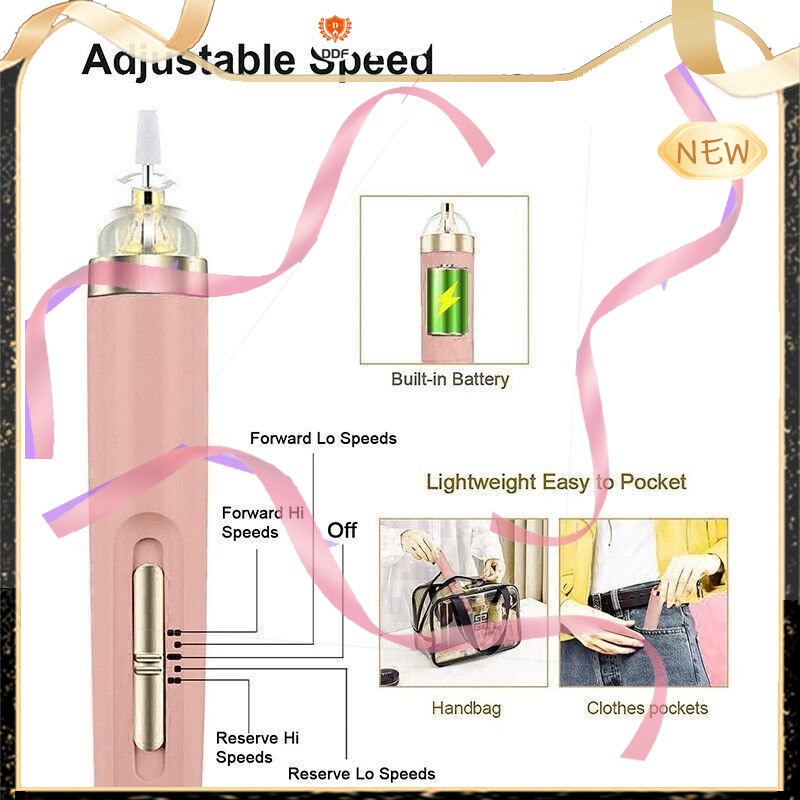 DDF
Adjustable Speed
NEW
Built-in Battery
Forward Lo Speeds
Lightweight Easy to Pocket
Forward Hi
Speeds
Off
Handbag
Clothes pockets
Reserve Hi
Speeds
Reserve Lo Speeds